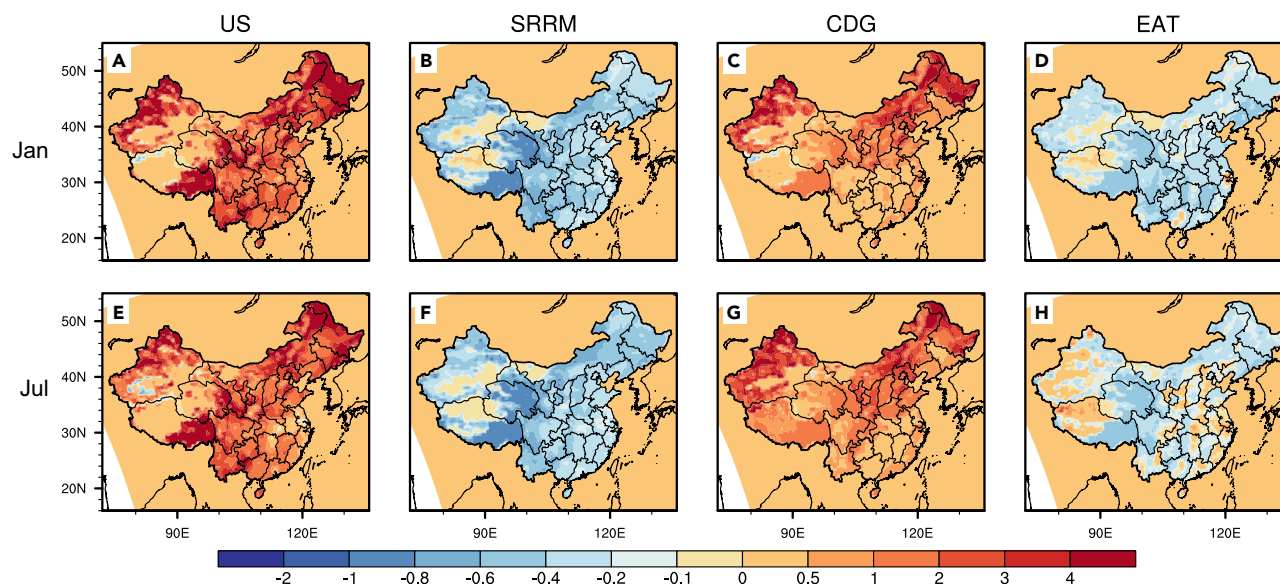 US SRRM CDG EAT
Jan
A B C D
50N
40N
30N
20N
Jul
E F G H
50N
40N
30N
20N
90E 120E 90E 120E 90E 120E 90E 120E
-2 -1 -0.8 -0.6 -0.4 -0.2 -0.1 0 0.5 1 2 3 4